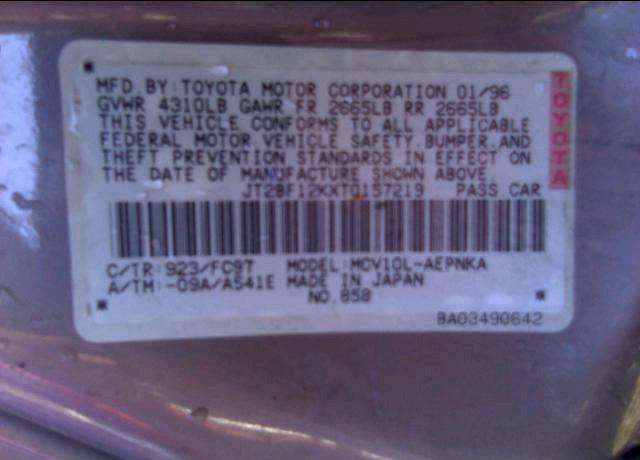 MFD. BY: TOYOTA MOTOR CORPORATION 01/96
GVWR 4310LB GAWR FR 2665LB RR 2665LB
THIS VEHICLE CONFORMS TO ALL APPLICABLE
FEDERAL MOTOR VEHICLE SAFETY, BUMPER, AND
THEFT PREVENTION STANDARDS IN EFFECT ON
THE DATE OF MANUFACTURE SHOWN ABOVE.
JT2BF12KXT0157219 PASS CAR
C/TR: 923/FC97 MODEL: MCV10L-AEPNKA
A/TM: -09A/A541E MADE IN JAPAN
NO. 858
BA03490642
TOYOTA